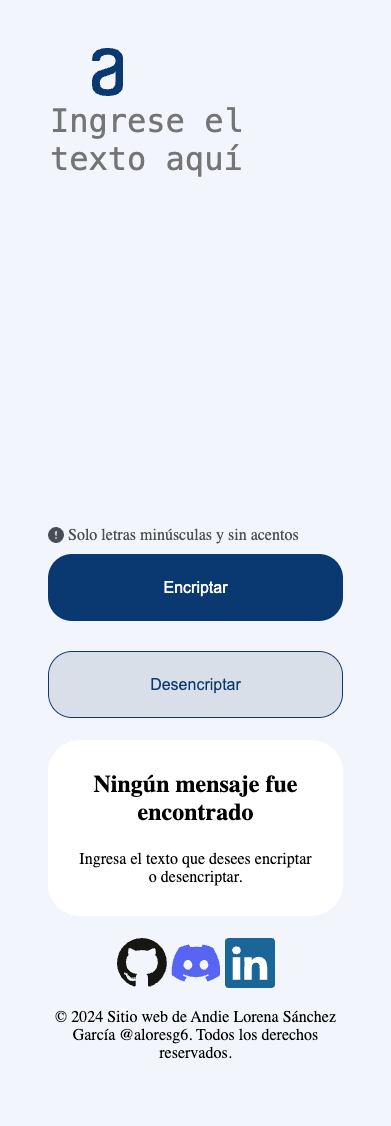 a
Ingrese el
texto aquí
Solo letras minúsculas y sin acentos
Encriptar
Desencriptar
Ningún mensaje fue
encontrado
Ingresa el texto que desees encriptar
o desencriptar.
in
© 2024 Sitio web de Andie Lorena Sánchez
García @aloresg6. Todos los derechos
reservados.